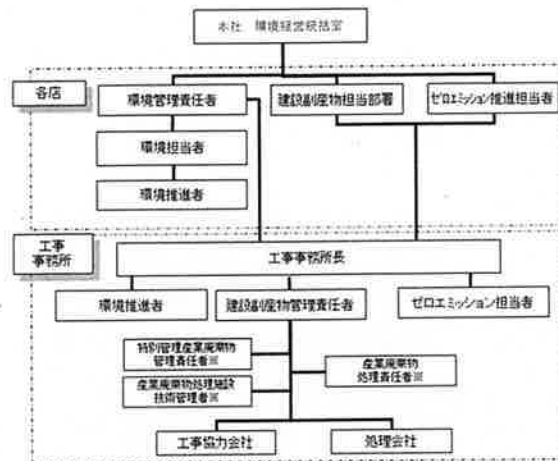 本社 環境経営統括室
各店
環境管理責任者
建設副産物担当部署
ゼロエミッション推進担当者
環境担当者
環境推進者
工事
事務所
工事事務所長
環境推進者
建設副産物管理責任者
ゼロエミッション担当者
特別管理産業廃棄物
管理責任者※
産業廃棄物
処理責任者※
産業廃棄物処理施設
技術管理者※
工事協力会社
処理会社